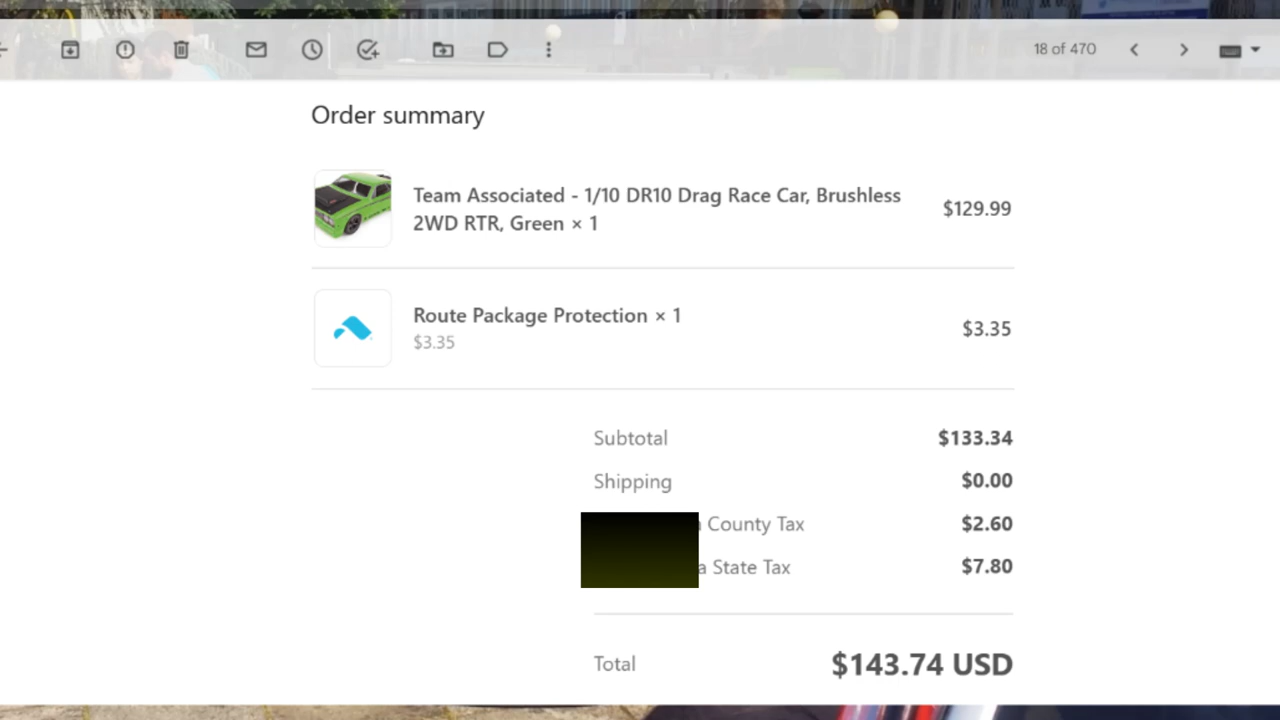 18 of 470
Order summary
Team Associated - 1/10 DR10 Drag Race Car, Brushless
2WD RTR, Green × 1
$129.99
Route Package Protection × 1
$3.35
$3.35
Subtotal $133.34
Shipping $0.00
County Tax $2.60
State Tax $7.80
Total $143.74 USD